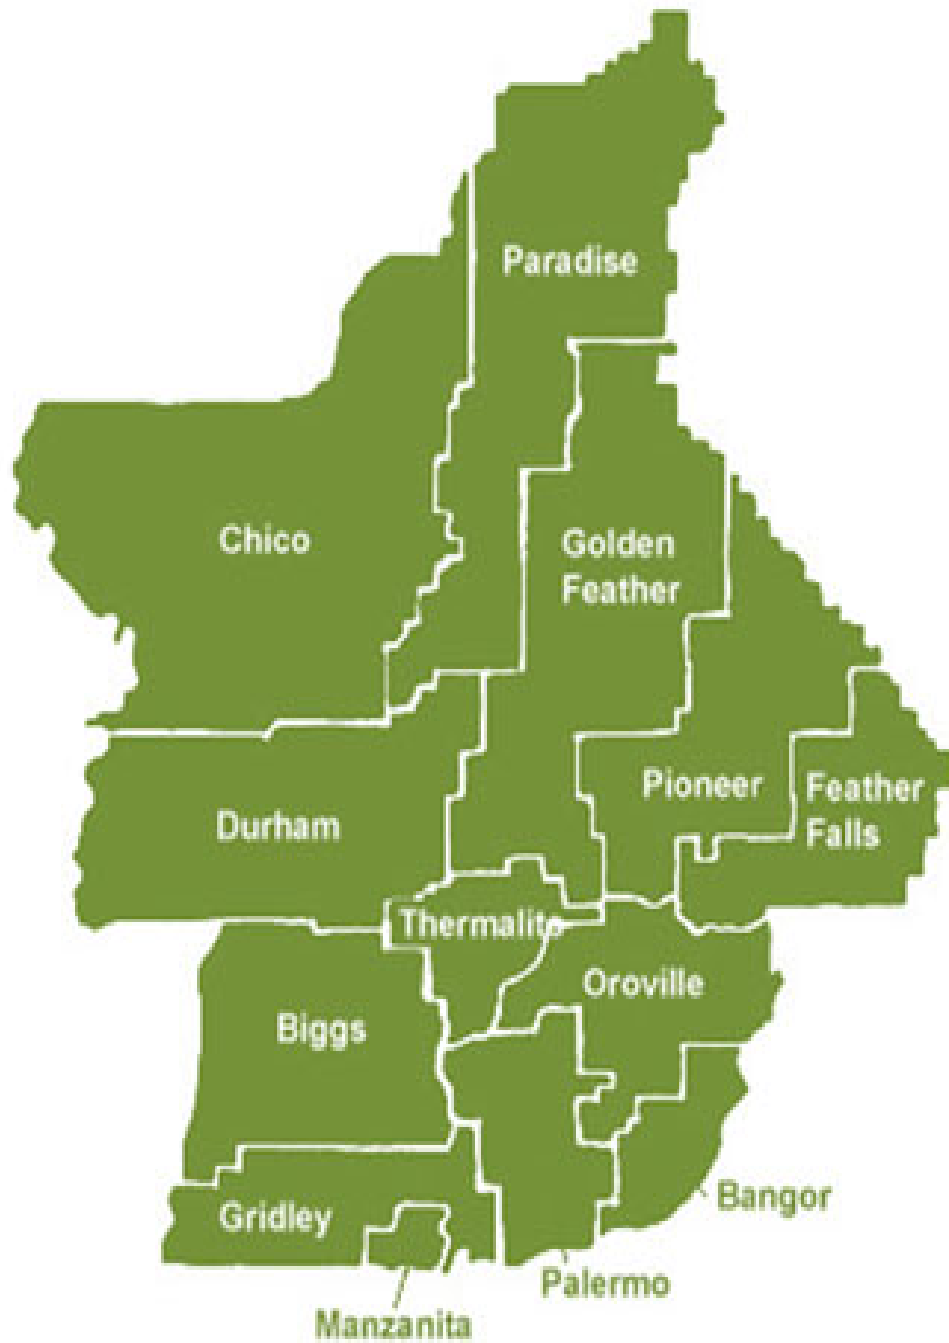 Paradise
Chico
Golden
Feather
Pioneer
Feather
Falls
Durham
Thermalito
Oroville
Biggs
Bangor
Gridley
Palermo
Manzanita